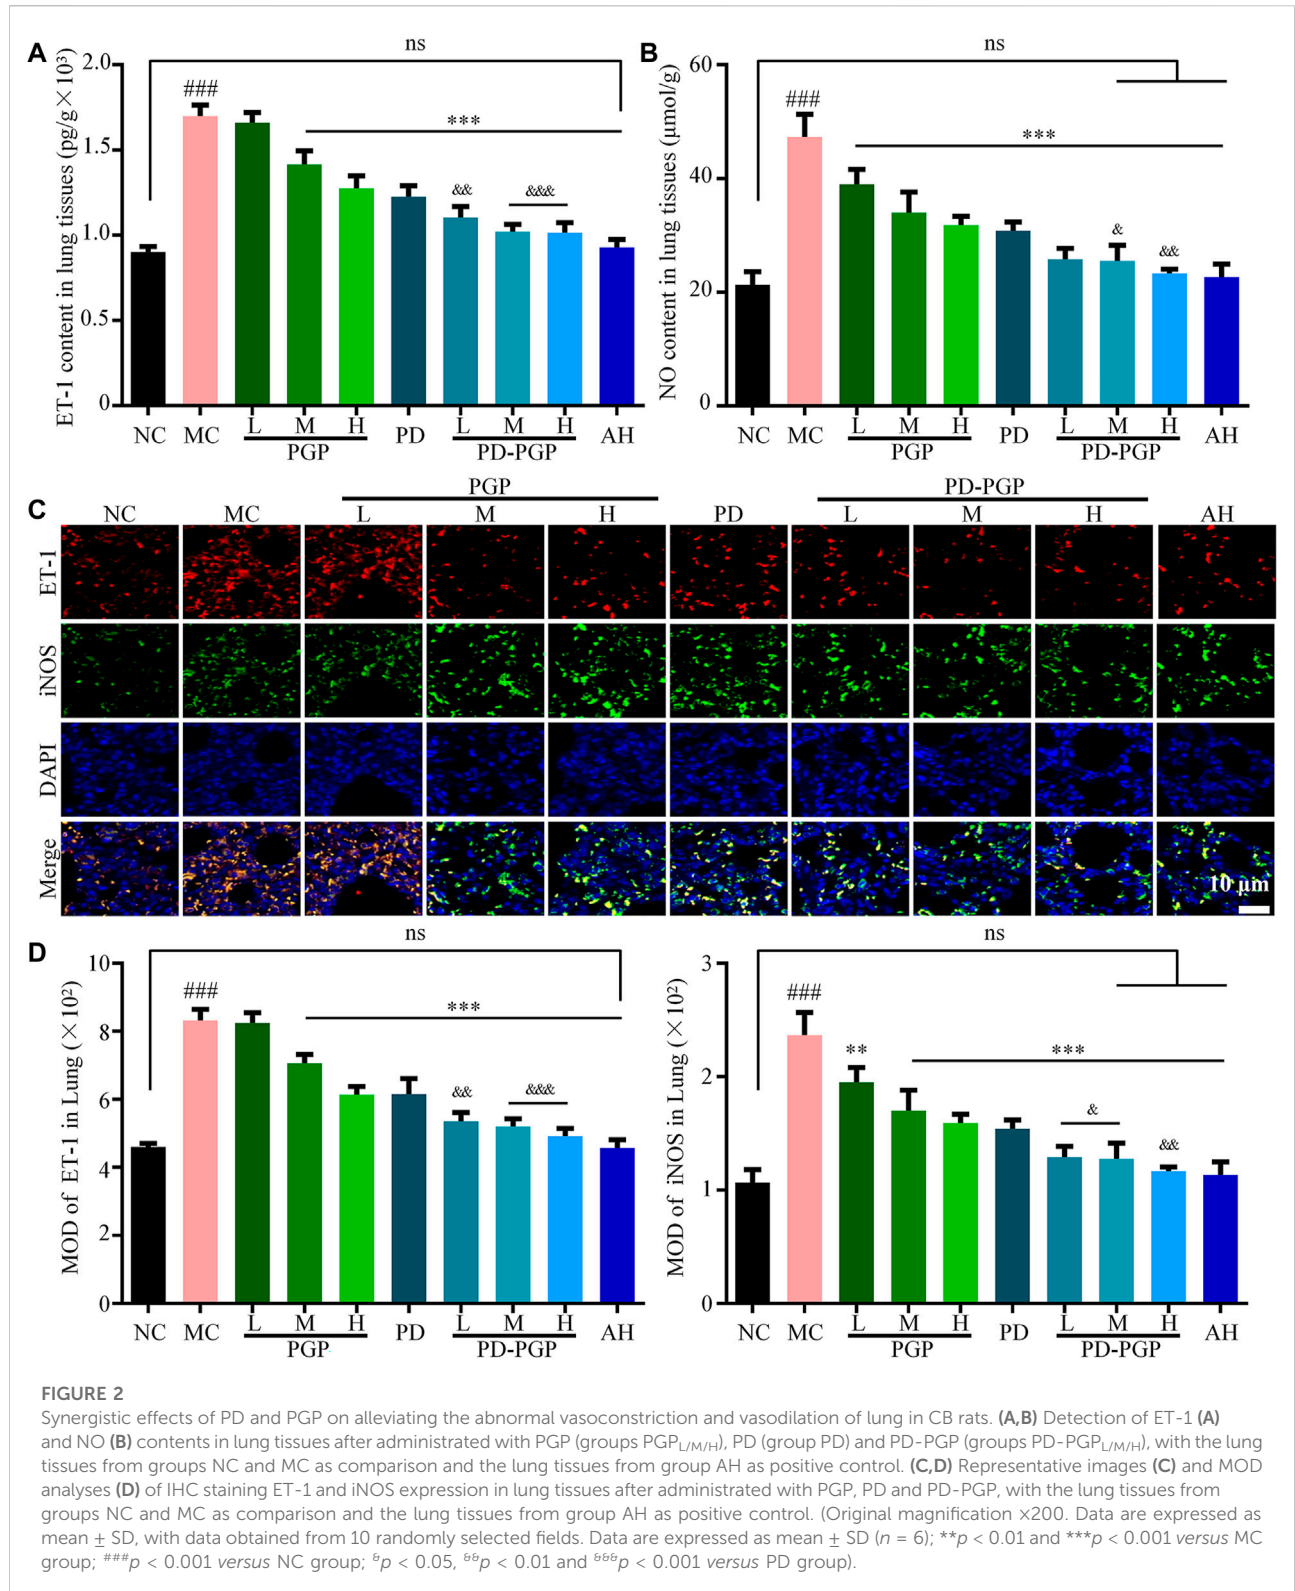 A
ns
ET-1 content in lung tissues (pg/g × 10³)
2.0
1.5
1.0
0.5
0
###
***
&&
&&&
NC MC L M H PD L M H AH
PGP PD-PGP
B
ns
NO content in lung tissues (μmol/g)
60
40
20
0
###
***
&
&&
NC MC L M H PD L M H AH
PGP PD-PGP
C
PGP PD-PGP
NC MC L M H PD L M H AH
ET-1
iNOS
DAPI
Merge
10 μm
D
ns
MOD of ET-1 in Lung (×10²)
10
8
6
4
2
0
###
***
&&
&&&
NC MC L M H PD L M H AH
PGP PD-PGP
ns
MOD of iNOS in Lung (×10²)
3
2
1
0
###
**
***
&
&&
NC MC L M H PD L M H AH
PGP PD-PGP
FIGURE 2
Synergistic effects of PD and PGP on alleviating the abnormal vasoconstriction and vasodilation of lung in CB rats. (A,B) Detection of ET-1 (A)
and NO (B) contents in lung tissues after administrated with PGP (groups PGP_L/M/H), PD (group PD) and PD-PGP (groups PD-PGP_L/M/H), with the lung
tissues from groups NC and MC as comparison and the lung tissues from group AH as positive control. (C,D) Representative images (C) and MOD
analyses (D) of IHC staining ET-1 and iNOS expression in lung tissues after administrated with PGP, PD and PD-PGP, with the lung tissues from
groups NC and MC as comparison and the lung tissues from group AH as positive control. (Original magnification ×200. Data are expressed as
mean ± SD, with data obtained from 10 randomly selected fields. Data are expressed as mean ± SD (n = 6); **p < 0.01 and ***p < 0.001 versus MC
group; ###p < 0.001 versus NC group; &p < 0.05, &&p < 0.01 and &&&p < 0.001 versus PD group).